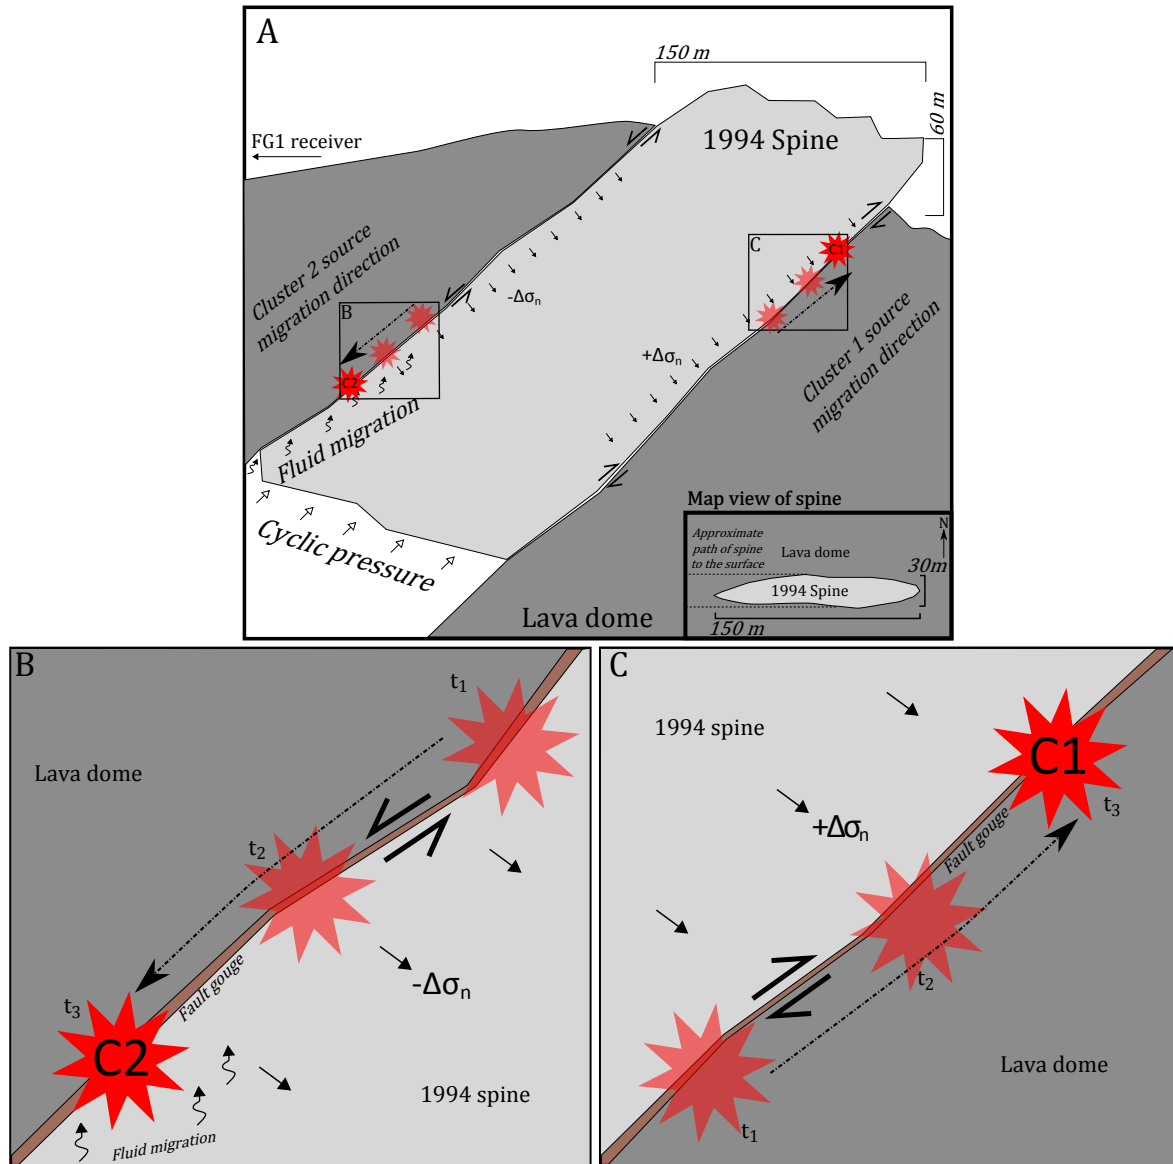 A
150 m
60 m
FG1 receiver
1994 Spine
Cluster 2 source
migration direction
C
C1
-Δσn
B
C2
+Δσn
Cluster 1 source
migration direction
Fluid migration
Cyclic pressure
Map view of spine
Approximate
path of spine
to the surface
Lava dome
N
30m
1994 Spine
150 m
Lava dome
B
t1
Lava dome
t2
Fault gouge
-Δσn
t3
C2
1994 spine
Fluid migration
C
1994 spine
C1
t3
+Δσn
Fault gouge
t2
Lava dome
t1